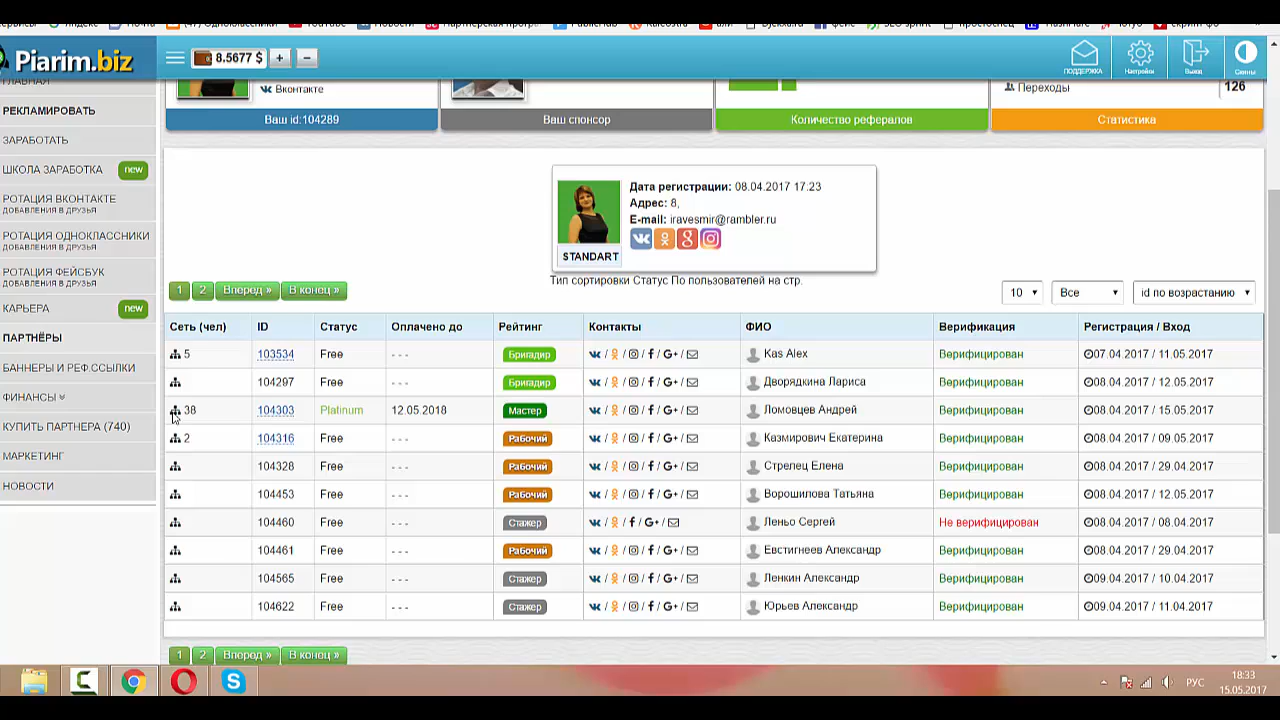 Одноклассники
YouTube
Новости
Piarim.biz
8.5677 $
+
−
ПОДДЕРЖКА
Настройки
Выход
Скины
ГЛАВНАЯ
РЕКЛАМИРОВАТЬ
ЗАРАБОТАТЬ
ШКОЛА ЗАРАБОТКА new
РОТАЦИЯ ВКОНТАКТЕ
ДОБАВЛЕНИЯ В ДРУЗЬЯ
РОТАЦИЯ ОДНОКЛАССНИКИ
ДОБАВЛЕНИЯ В ДРУЗЬЯ
РОТАЦИЯ ФЕЙСБУК
ДОБАВЛЕНИЯ В ДРУЗЬЯ
КАРЬЕРА new
ПАРТНЁРЫ
БАННЕРЫ И РЕФ.ССЫЛКИ
ФИНАНСЫ
КУПИТЬ ПАРТНЕРА (740)
МАРКЕТИНГ
НОВОСТИ
Вконтакте
Переходы 126
Ваш id:104289
Ваш спонсор
Количество рефералов
Статистика
Дата регистрации: 08.04.2017 17.23
Адрес: 8,
E-mail: iravesmir@rambler.ru
STANDART
Тип сортировки Статус По пользователей на стр.
1 2 Вперед » В конец »
10 Все id по возрастанию
Сеть (чел) ID Статус Оплачено до Рейтинг Контакты ФИО Верификация Регистрация / Вход
5 103534 Free - - - Бригадир / / / / G+ / Kas Alex Верифицирован 07.04.2017 / 11.05.2017
104297 Free - - - Бригадир / / / / G+ / Дворядкина Лариса Верифицирован 08.04.2017 / 12.05.2017
38 104303 Platinum 12.05.2018 Мастер / / / / G+ / Ломовцев Андрей Верифицирован 08.04.2017 / 15.05.2017
2 104316 Free - - - Рабочий / / / / G+ / Казмирович Екатерина Верифицирован 08.04.2017 / 09.05.2017
104328 Free - - - Рабочий / / / / G+ / Стрелец Елена Верифицирован 08.04.2017 / 29.04.2017
104453 Free - - - Рабочий / / / / G+ / Ворошилова Татьяна Верифицирован 08.04.2017 / 12.05.2017
104460 Free - - - Стажер / / / G+ / Леньо Сергей Не верифицирован 08.04.2017 / 08.04.2017
104461 Free - - - Рабочий / / / / G+ / Евстигнеев Александр Верифицирован 08.04.2017 / 29.04.2017
104565 Free - - - Стажер / / / / G+ / Ленкин Александр Верифицирован 09.04.2017 / 10.04.2017
104622 Free - - - Стажер / / / / G+ / Юрьев Александр Верифицирован 09.04.2017 / 11.04.2017
1 2 Вперед » В конец »
РУС
18:33
15.05.2017